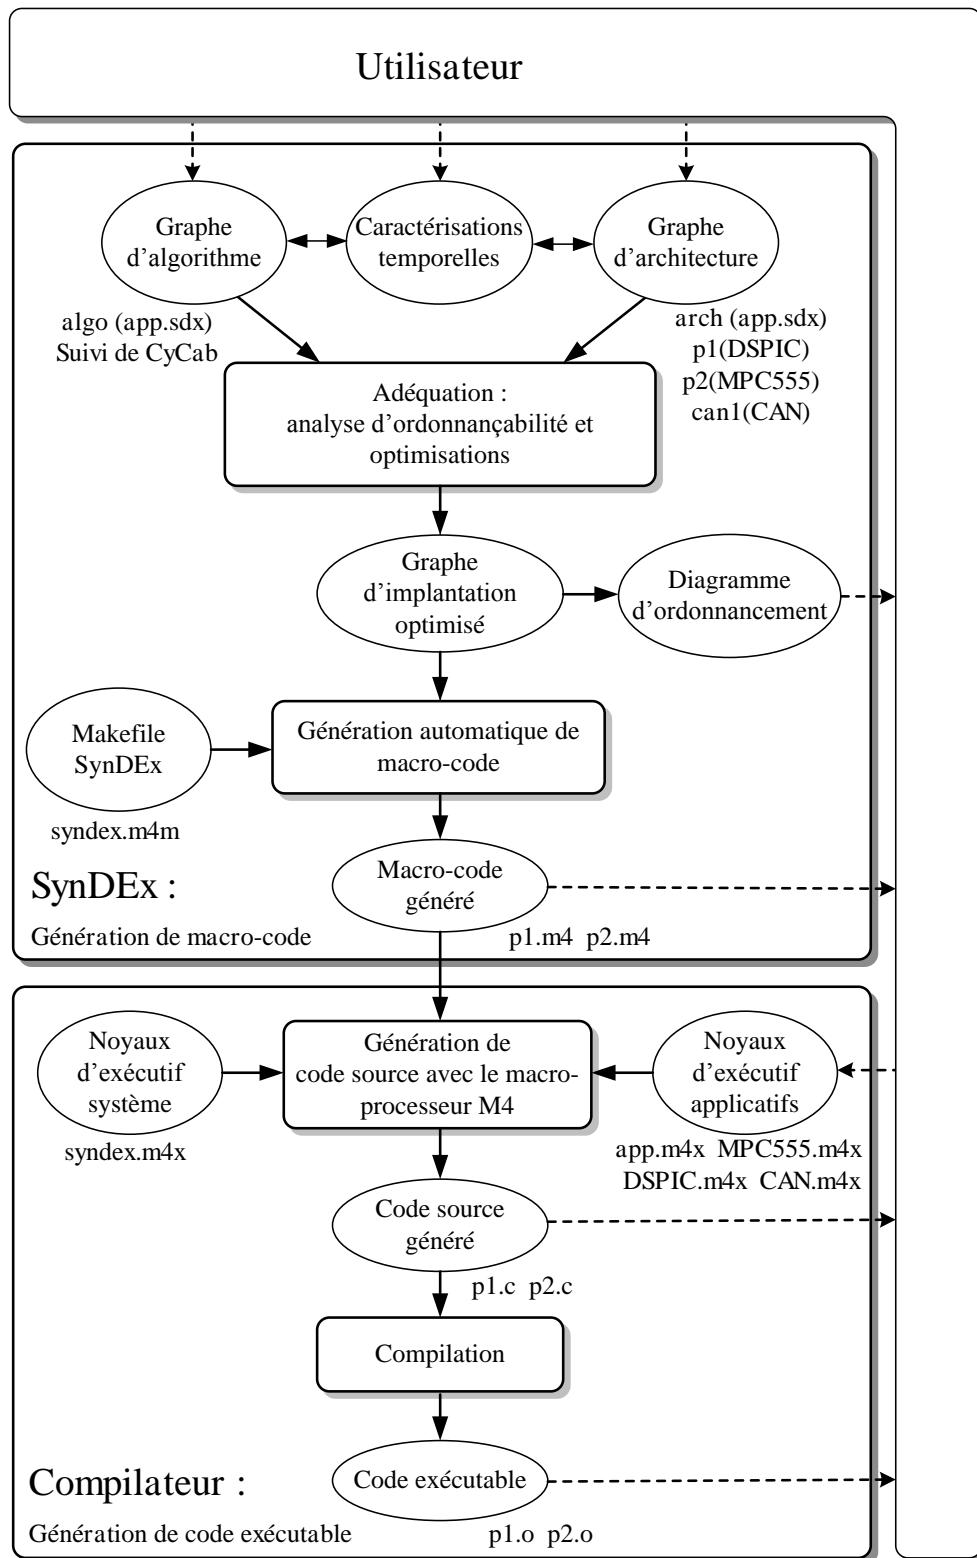 Utilisateur
Graphe
d’algorithme
Caractérisations
temporelles
Graphe
d’architecture
algo (app.sdx)
Suivi de CyCab
arch (app.sdx)
p1(DSPIC)
p2(MPC555)
can1(CAN)
Adéquation :
analyse d’ordonnançabilité et
optimisations
Graphe
d’implantation
optimisé
Diagramme
d’ordonnancement
Makefile
SynDEx
syndex.m4m
Génération automatique de
macro-code
Macro-code
généré
SynDEx :
Génération de macro-code
p1.m4 p2.m4
Noyaux
d’exécutif
système
syndex.m4x
Génération de
code source avec le macro-
processeur M4
Noyaux
d’exécutif
applicatifs
app.m4x MPC555.m4x
DSPIC.m4x CAN.m4x
Code source
généré
p1.c p2.c
Compilation
Code exécutable
Compilateur :
Génération de code exécutable
p1.o p2.o